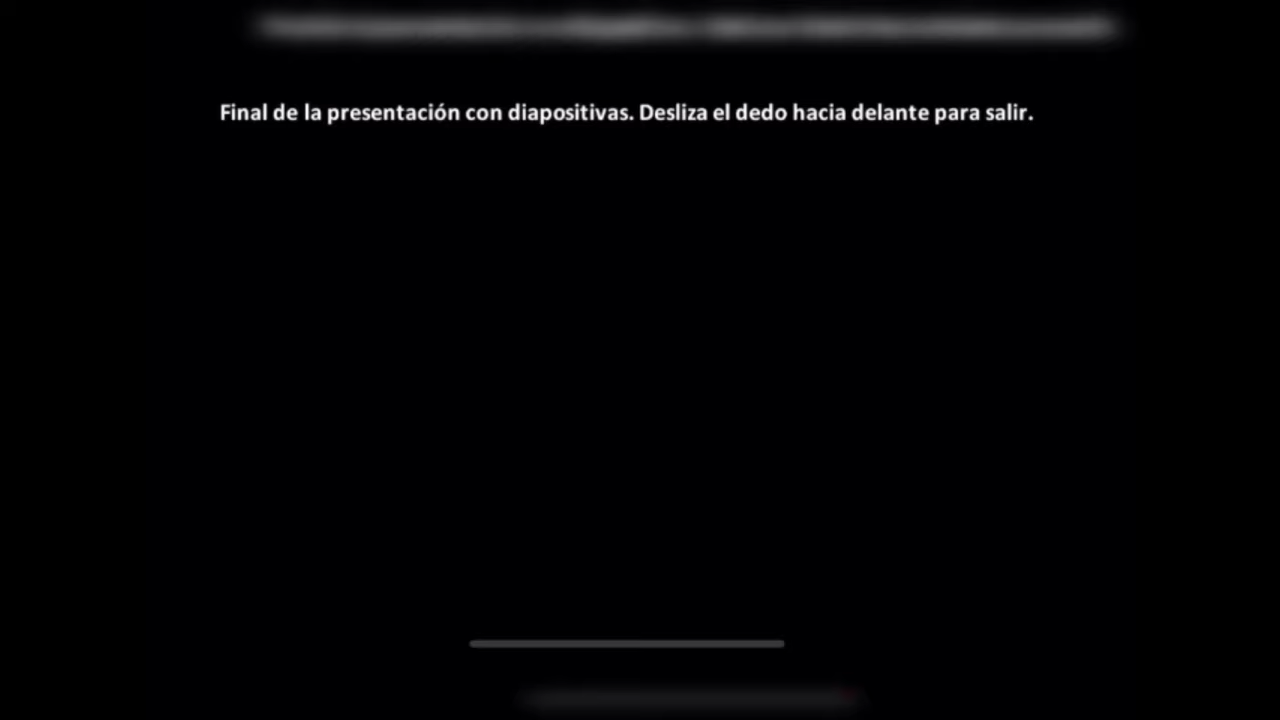 Final de la presentación con diapositivas. Desliza el dedo hacia delante para salir.